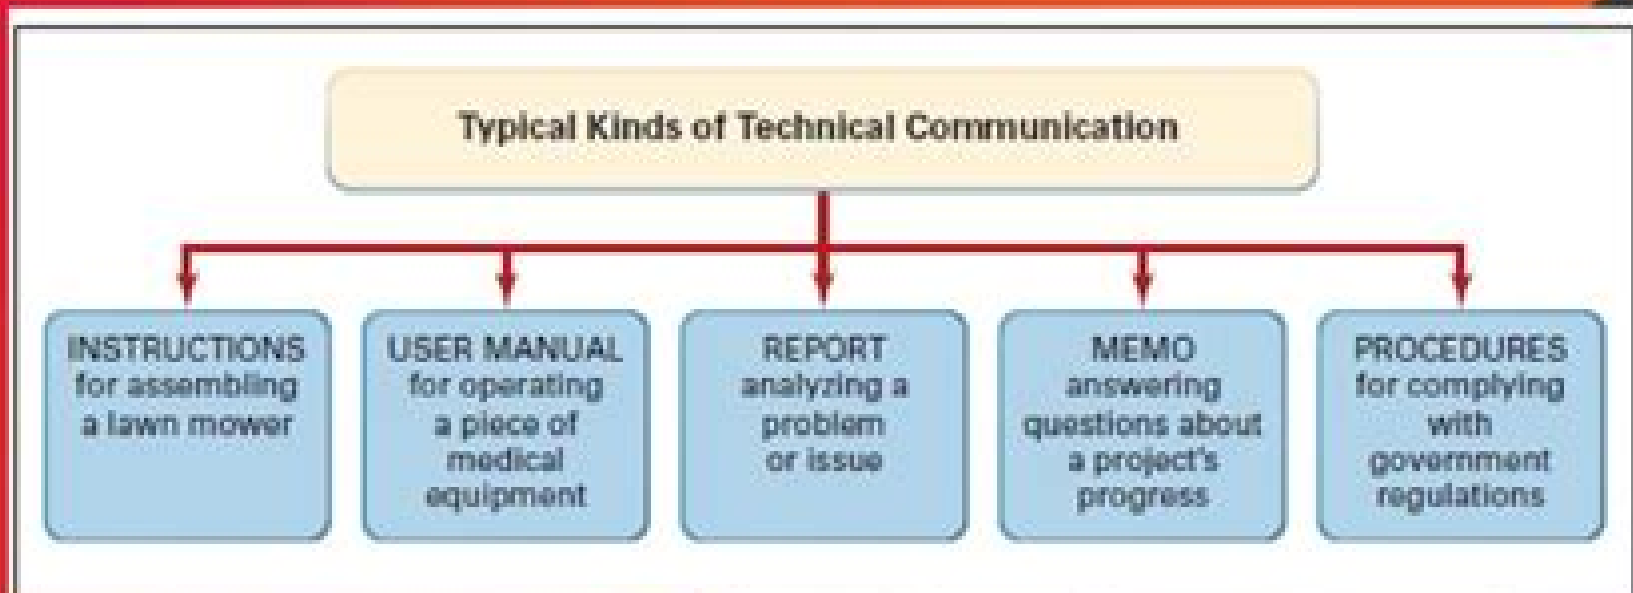 Typical Kinds of Technical Communication
INSTRUCTIONS
for assembling
a lawn mower
USER MANUAL
for operating
a piece of
medical
equipment
REPORT
analyzing a
problem
or issue
MEMO
answering
questions about
a project's
progress
PROCEDURES
for complying
with
government
regulations